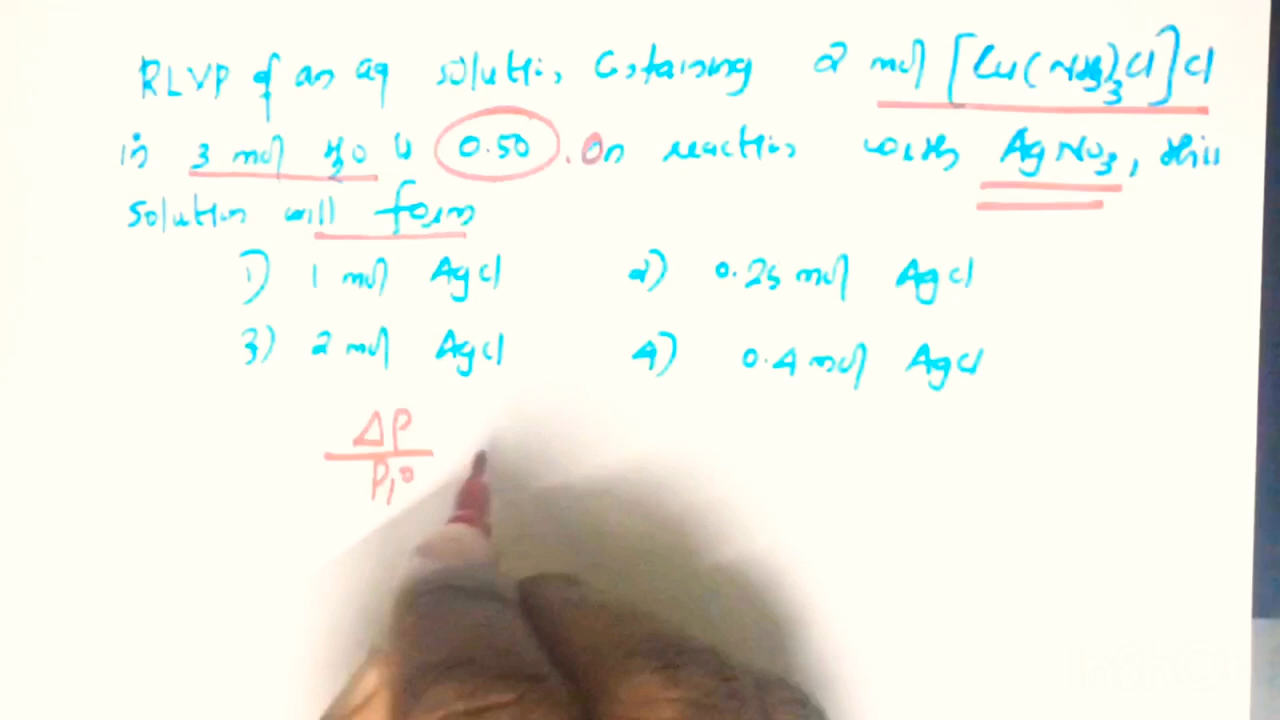 RLVP of an aq solution containing 2 mol [Cu(NH3)3Cl]Cl
in 3 mol H2O is 0.50. On reaction with AgNO3, this
solution will form
1) 1 mol AgCl 2) 0.25 mol AgCl
3) 2 mol AgCl 4) 0.4 mol AgCl
ΔP
P1°